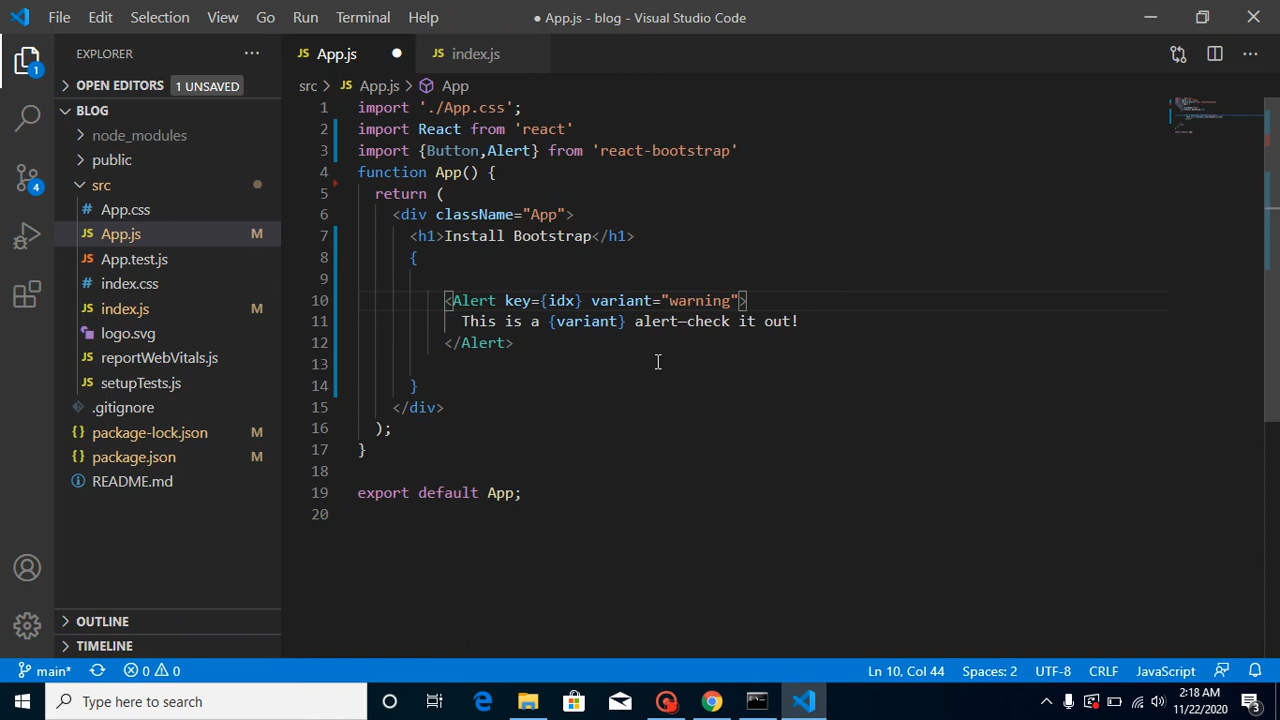 File Edit Selection View Go Run Terminal Help
● App.js - blog - Visual Studio Code
EXPLORER
OPEN EDITORS 1 UNSAVED
BLOG
node_modules
public
src
App.css
JS App.js M
App.test.js
index.css
index.js M
logo.svg
reportWebVitals.js
setupTests.js
.gitignore
package-lock.json M
package.json M
README.md
OUTLINE
TIMELINE
1
4
JS App.js
JS index.js
src > JS App.js > App
1 import './App.css';
2 import React from 'react'
3 import {Button,Alert} from 'react-bootstrap'
4 function App() {
5 return (
6 <div className="App">
7 <h1>Install Bootstrap</h1>
8 {
9
10 <Alert key={idx} variant="warning">
11 This is a {variant} alert—check it out!
12 </Alert>
13
14 }
15 </div>
16 );
17 }
18
19 export default App;
20
main* 0 0
Ln 10, Col 44 Spaces: 2 UTF-8 CRLF JavaScript
Type here to search
2:18 AM
11/22/2020
3